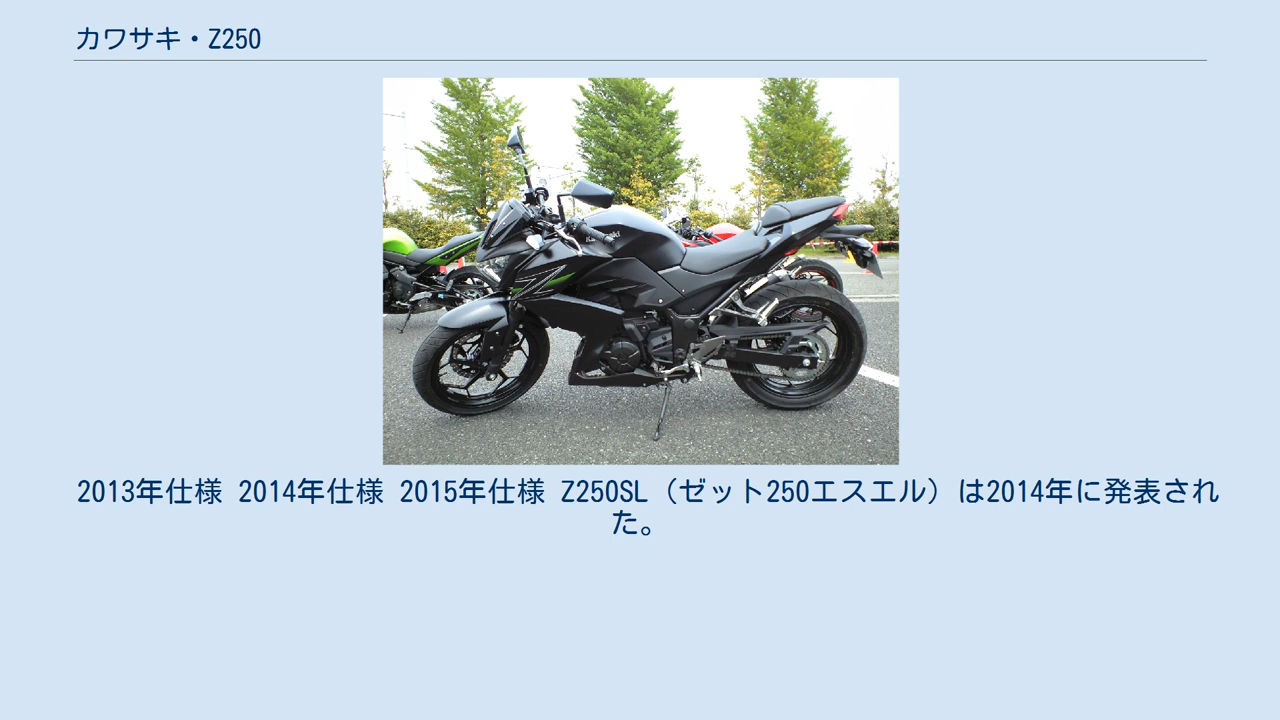 カワサキ・Z250
Kawasaki
2013年仕様 2014年仕様 2015年仕様 Z250SL（ゼット250エスエル）は2014年に発表され
た。